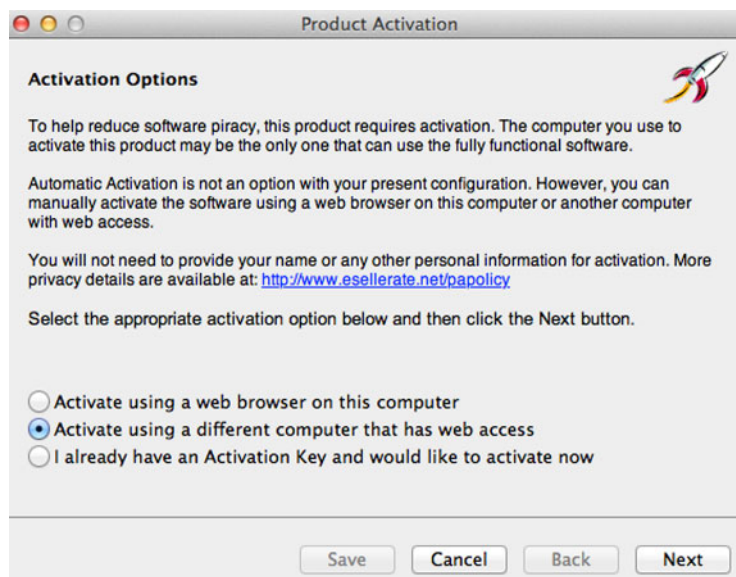 Product Activation
Activation Options
To help reduce software piracy, this product requires activation. The computer you use to
activate this product may be the only one that can use the fully functional software.
Automatic Activation is not an option with your present configuration. However, you can
manually activate the software using a web browser on this computer or another computer
with web access.
You will not need to provide your name or any other personal information for activation. More
privacy details are available at: http://www.esellerate.net/papolicy
Select the appropriate activation option below and then click the Next button.
Activate using a web browser on this computer
Activate using a different computer that has web access
I already have an Activation Key and would like to activate now
Save Cancel Back Next